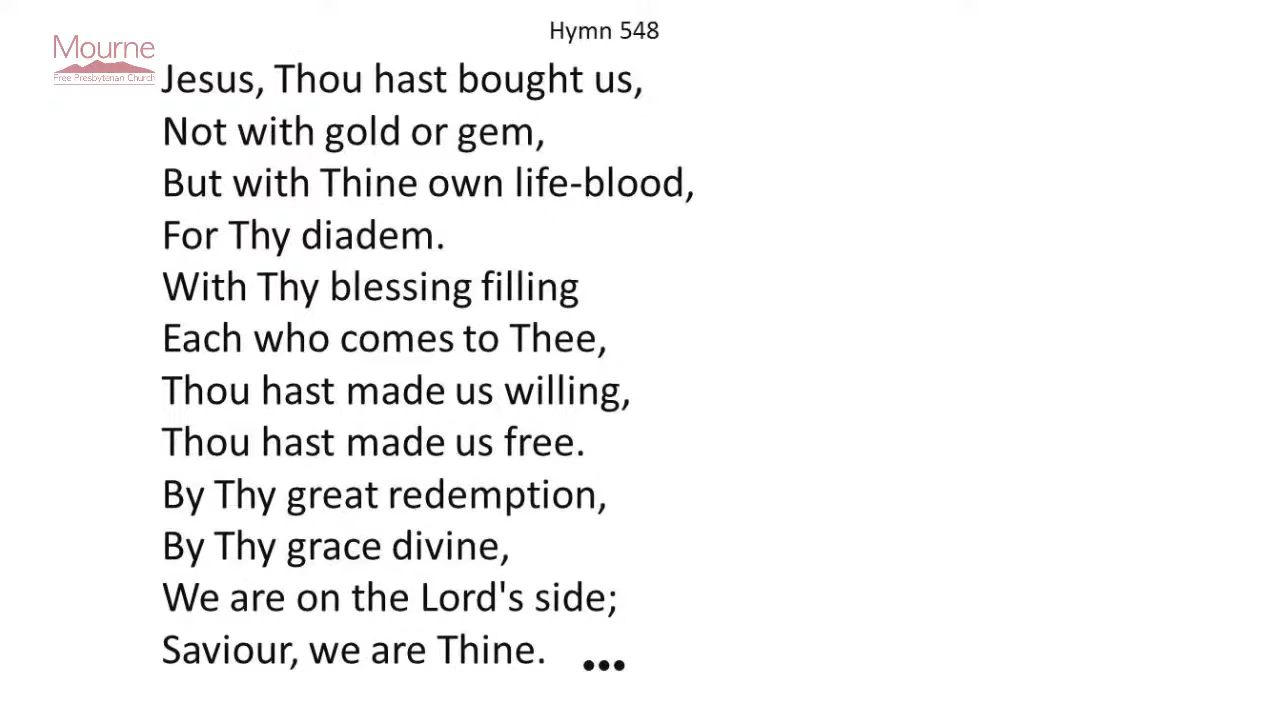 Hymn 548
Mourne
Free Presbyterian Church
Jesus, Thou hast bought us,
Not with gold or gem,
But with Thine own life-blood,
For Thy diadem.
With Thy blessing filling
Each who comes to Thee,
Thou hast made us willing,
Thou hast made us free.
By Thy great redemption,
By Thy grace divine,
We are on the Lord's side;
Saviour, we are Thine. ...